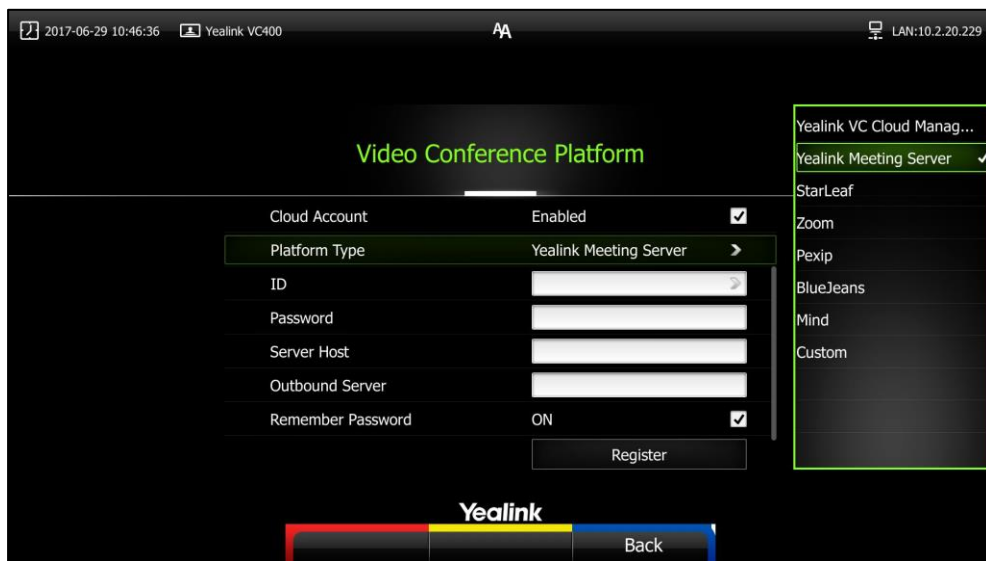 2017-06-29 10:46:36 Yealink VC400 AA LAN:10.2.20.229
Video Conference Platform
Cloud Account Enabled
Platform Type Yealink Meeting Server
ID
Password
Server Host
Outbound Server
Remember Password ON
Register
Yealink VC Cloud Manag...
Yealink Meeting Server
StarLeaf
Zoom
Pexip
BlueJeans
Mind
Custom
Yealink
Back